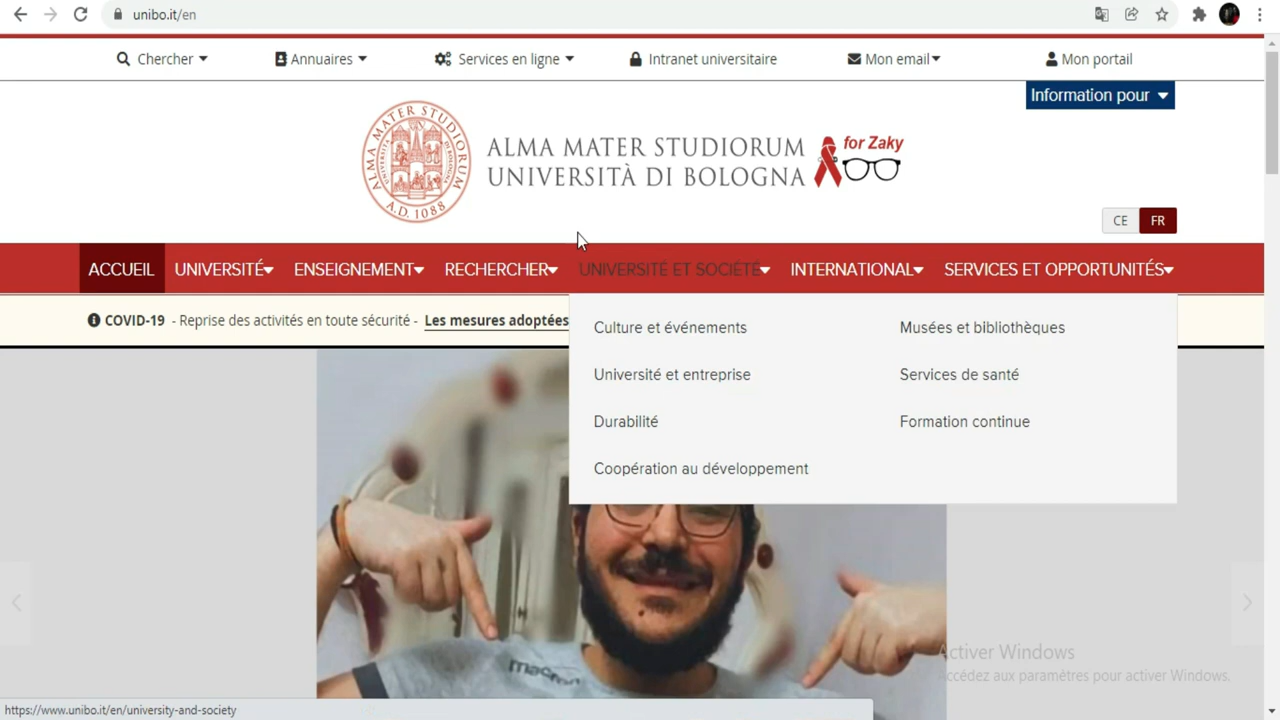 unibo.it/en
Chercher Annuaires Services en ligne Intranet universitaire Mon email Mon portail
Information pour
ALMA MATER STUDIORUM
UNIVERSITÀ DI BOLOGNA
for Zaky
ALMA MATER STUDIORUM
A.D. 1088
CE FR
ACCUEIL UNIVERSITÉ ENSEIGNEMENT RECHERCHER UNIVERSITÉ ET SOCIÉTÉ INTERNATIONAL SERVICES ET OPPORTUNITÉS
COVID-19 - Reprise des activités en toute sécurité - Les mesures adoptées
Culture et événements Musées et bibliothèques
Université et entreprise Services de santé
Durabilité Formation continue
Coopération au développement
Activer Windows
Accédez aux paramètres pour activer Windows.
https://www.unibo.it/en/university-and-society